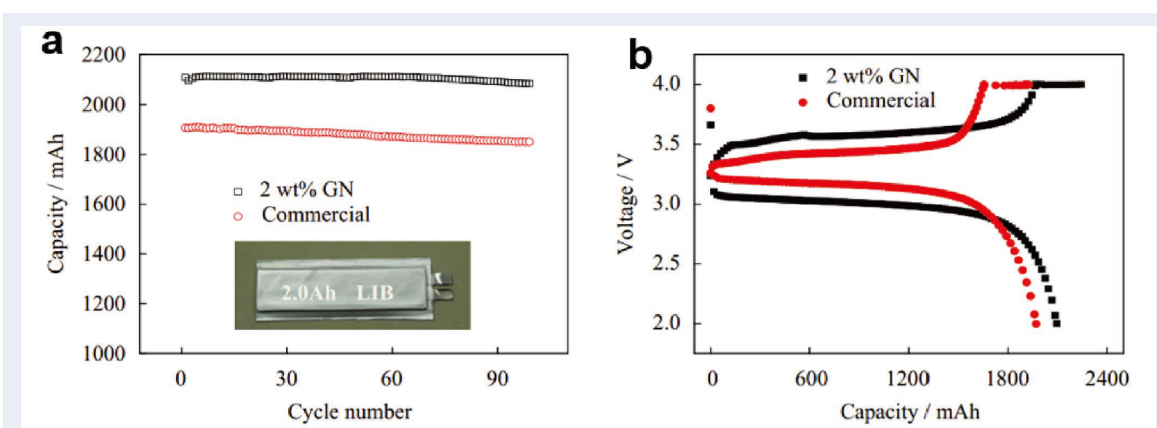 a
2200
2000
1800
1600
1400
1200
1000
Capacity / mAh
2 wt% GN
Commercial
2.0Ah LIB
0
30
60
90
Cycle number
b
4.0
3.5
3.0
2.5
2.0
Voltage / V
2 wt% GN
Commercial
0
600
1200
1800
2400
Capacity / mAh